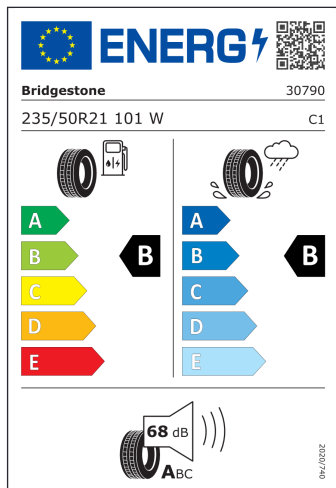 ENERG
Bridgestone 30790
235/50R21 101 W C1
A A
B B B B
C C
D D
E E
68 dB
ABC
2020/740